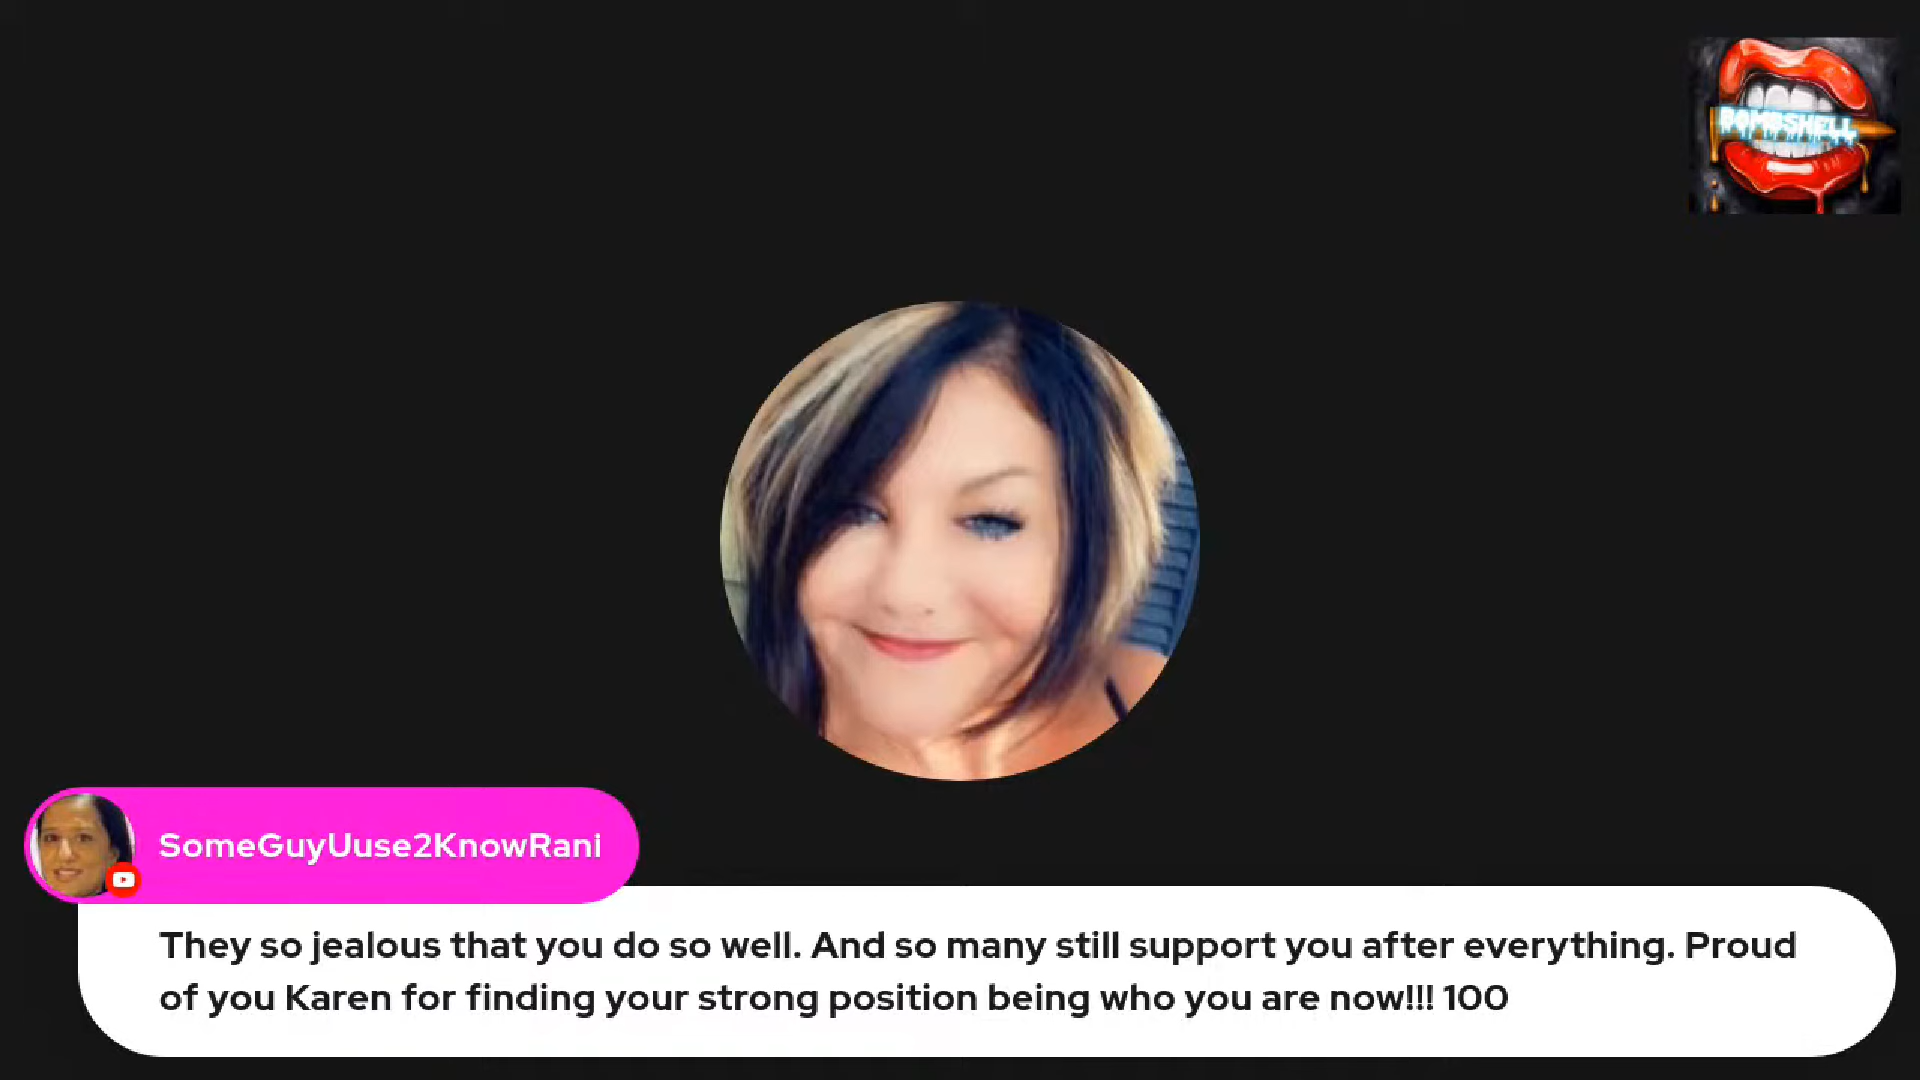 BOMBSHELL
SomeGuyUuse2KnowRani
They so jealous that you do so well. And so many still support you after everything. Proud
of you Karen for finding your strong position being who you are now!!! 100